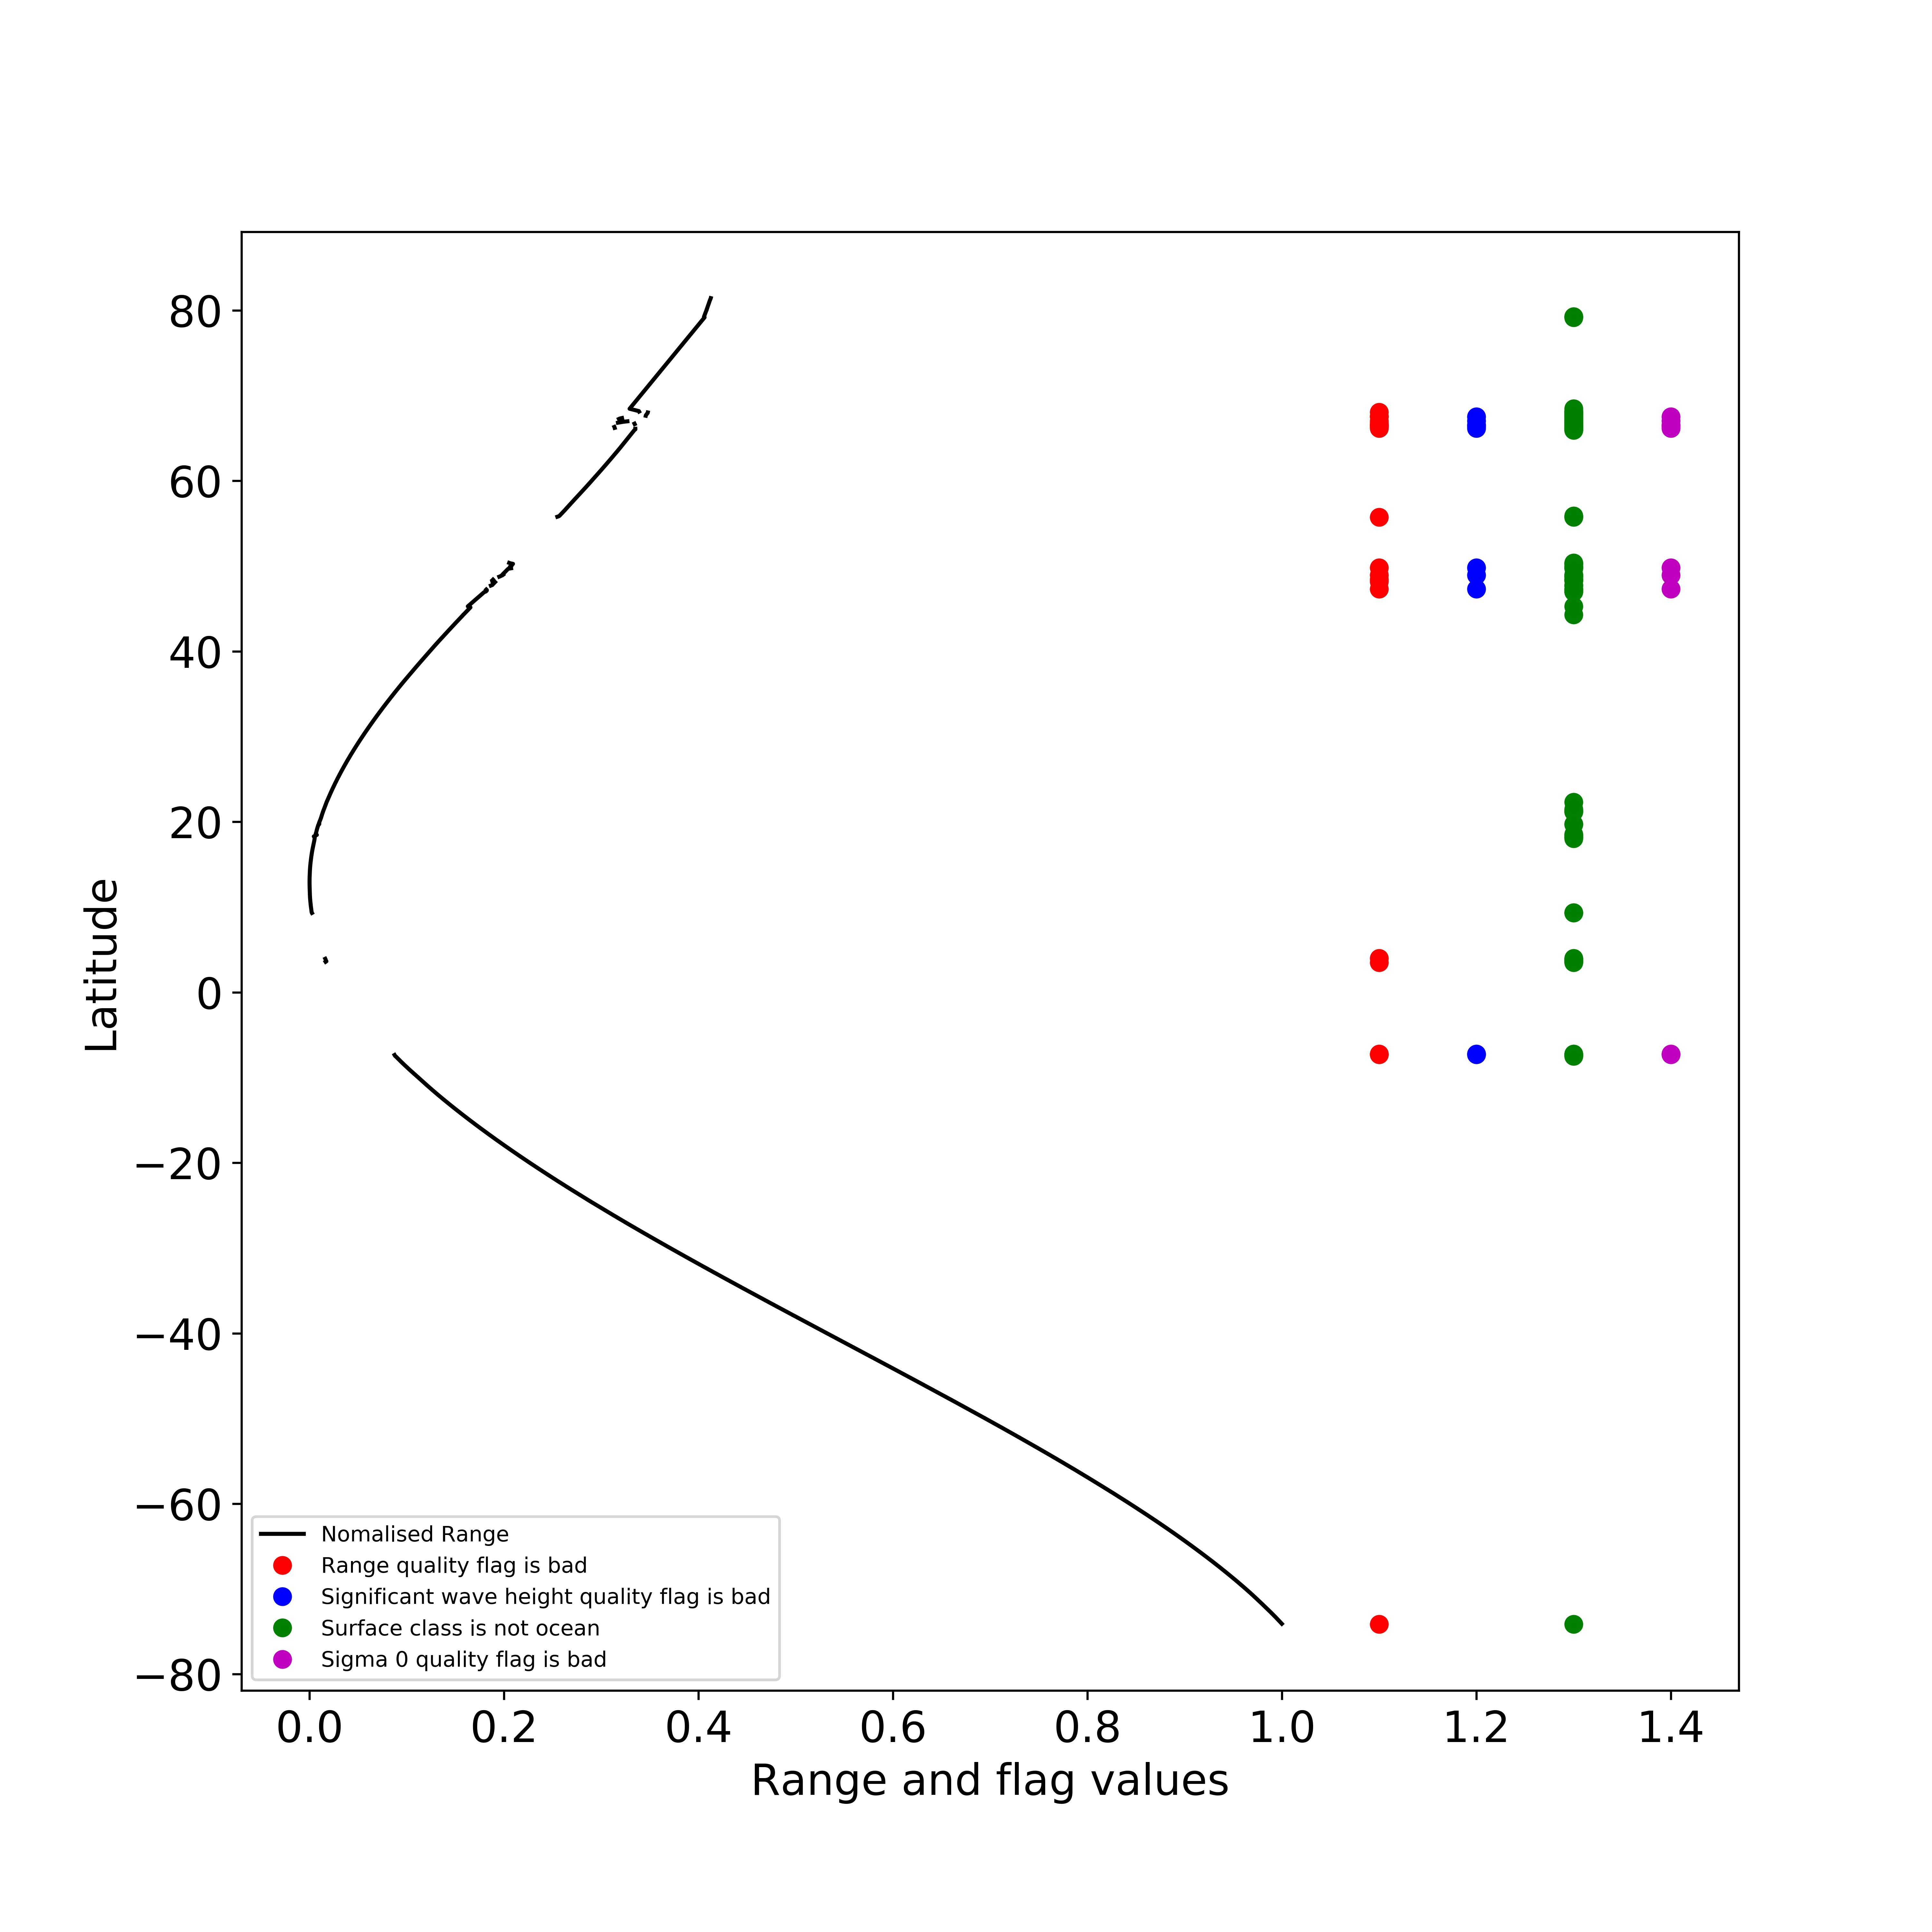 80
60
40
20
0
−20
−40
−60
−80
Latitude
Nomalised Range
Range quality flag is bad
Significant wave height quality flag is bad
Surface class is not ocean
Sigma 0 quality flag is bad
0.0 0.2 0.4 0.6 0.8 1.0 1.2 1.4
Range and flag values